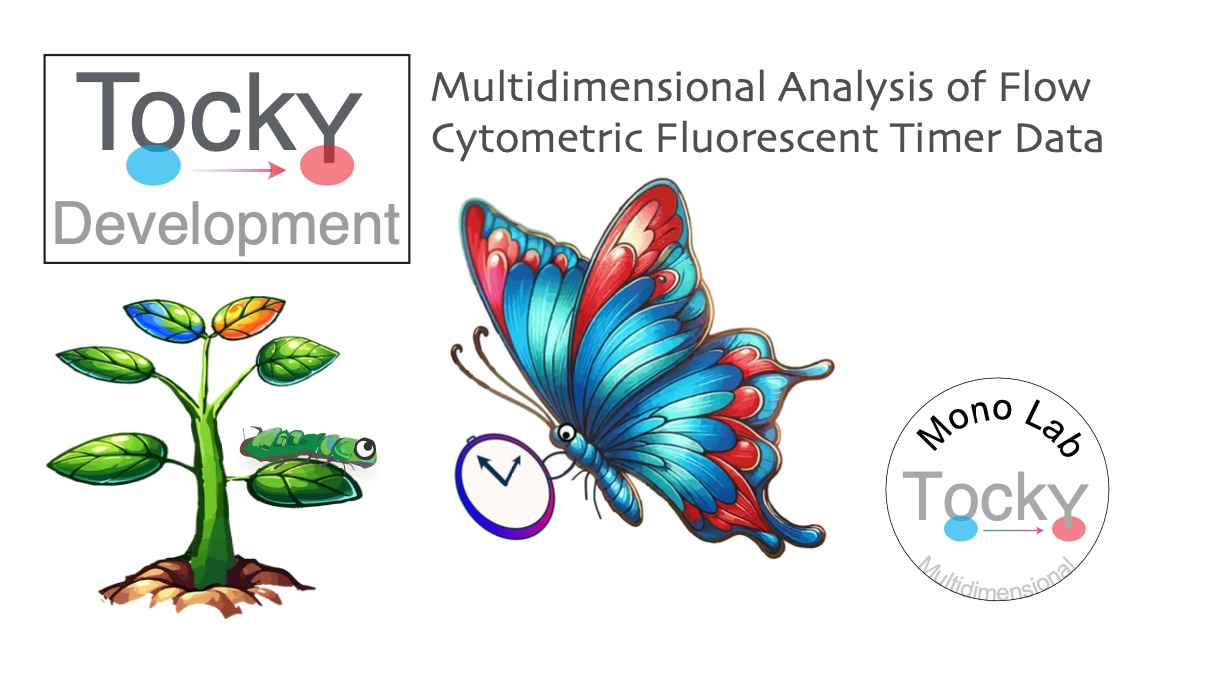 Tocky
Development
Multidimensional Analysis of Flow
Cytometric Fluorescent Timer Data
Mono Lab
Tocky
Multidimensional